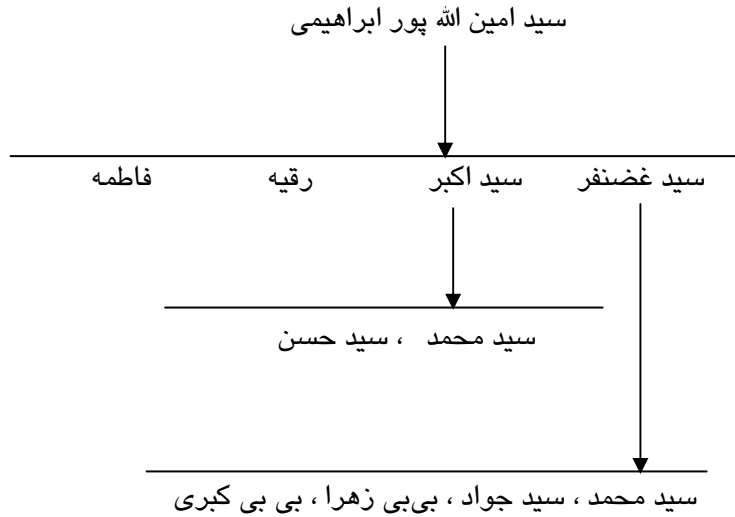 سید امین الله پور ابراهیمی
سید غضنفر سید اکبر رقیه فاطمه
سید محمد ، سید حسن
سید محمد ، سید جواد ، بی‌بی زهرا ، بی بی کبری